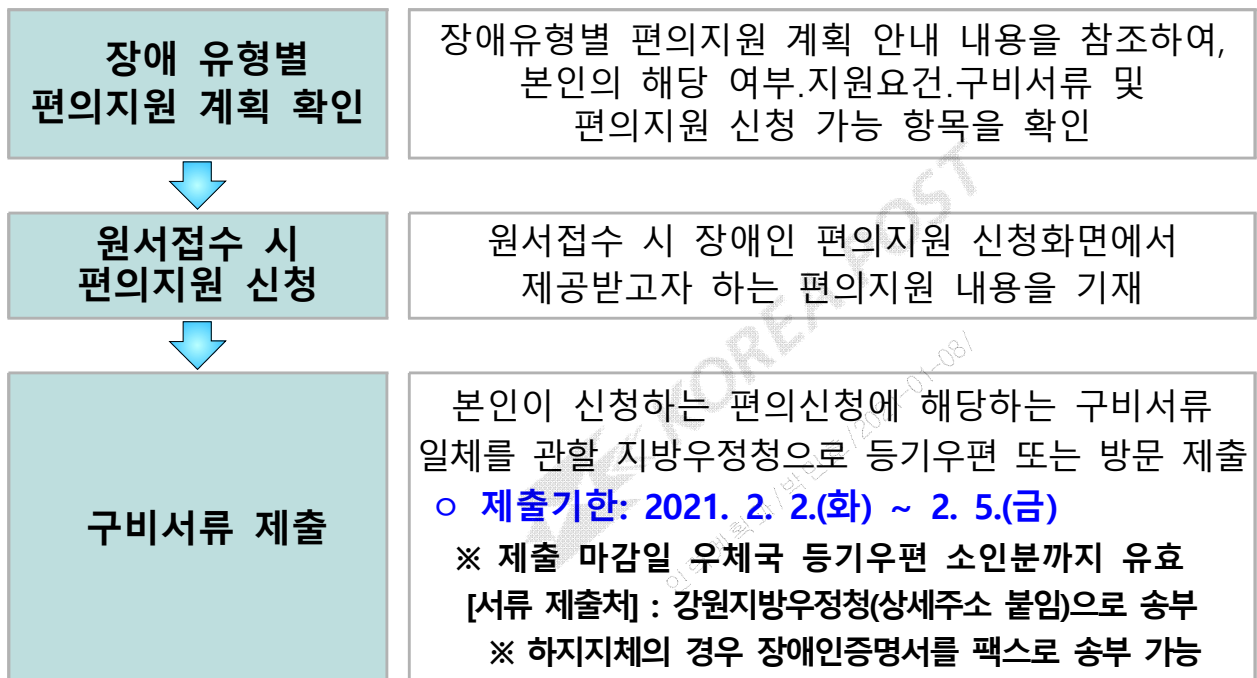 장애 유형별
편의지원 계획 확인
장애유형별 편의지원 계획 안내 내용을 참조하여,
본인의 해당 여부.지원요건.구비서류 및
편의지원 신청 가능 항목을 확인
원서접수 시
편의지원 신청
원서접수 시 장애인 편의지원 신청화면에서
제공받고자 하는 편의지원 내용을 기재
구비서류 제출
본인이 신청하는 편의신청에 해당하는 구비서류
일체를 관할 지방우정청으로 등기우편 또는 방문 제출
ㅇ 제출기한: 2021. 2. 2.(화) ~ 2. 5.(금)
※ 제출 마감일 우체국 등기우편 소인분까지 유효
[서류 제출처] : 강원지방우정청(상세주소 붙임)으로 송부
※ 하지지체의 경우 장애인증명서를 팩스로 송부 가능
KOREA POST